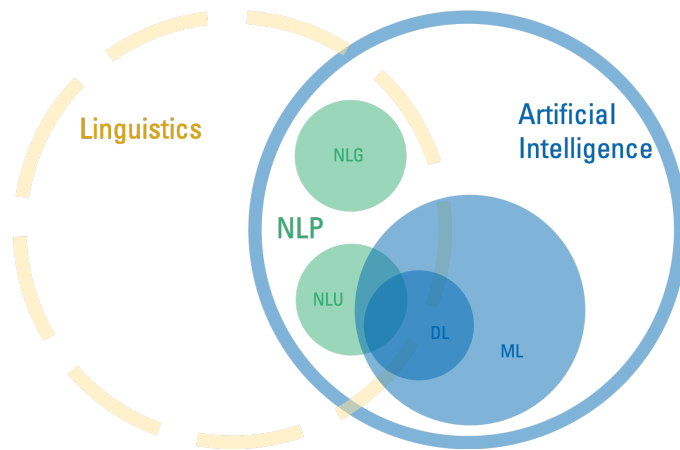 Linguistics
Artificial
Intelligence
NLG
NLP
NLU
DL
ML